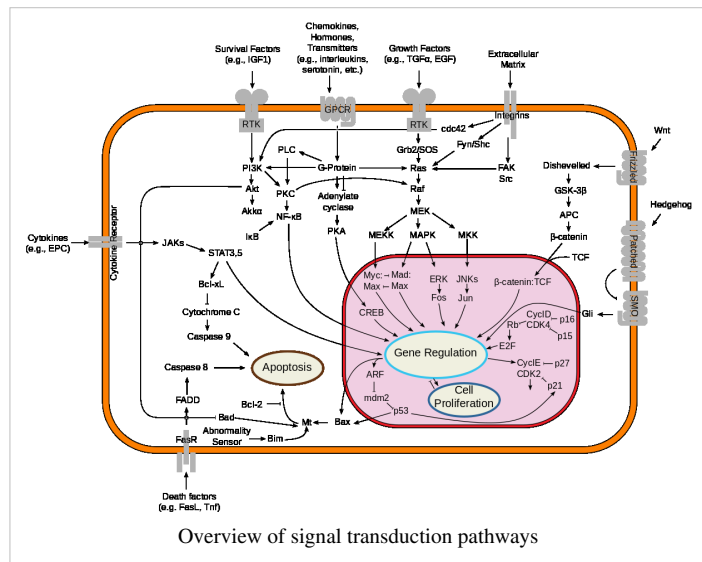 Chemokines,
Hormones,
Transmitters
(e.g., interleukins,
serotonin, etc.)
Survival Factors
(e.g., IGF1)
Growth Factors
(e.g., TGFα, EGF)
Extracellular
Matrix
RTK
GPCR
RTK
Integrins
cdc42
Wnt
PLC
Grb2/SOS
Fyn/Shc
Frizzled
PI3K
G-Protein
Ras
FAK
Src
Dishevelled
Akt
PKC
Adenylate
cyclase
Raf
GSK-3β
Akkα
NF-κB
MEK
APC
Hedgehog
IκB
PKA
MEKK
MAPK
MKK
β-catenin
Patched
Cytokines
(e.g., EPC)
Cytokine Receptor
JAKs
STAT3,5
TCF
Bcl-xL
Myc:
Mad:
Max
Max
ERK
Fos
JNKs
Jun
β-catenin:TCF
SMO
Cytochrome C
CREB
Gli
CycID
p16
Rb
CDK4
p15
Caspase 9
E2F
Gene Regulation
Caspase 8
Apoptosis
ARF
CycIE
p27
CDK2
p21
FADD
Bcl-2
mdm2
Cell
Proliferation
Bad
p53
Abnormality
Sensor
Bim
Mt
Bax
FasR
Death factors
(e.g. FasL, Tnf)
Overview of signal transduction pathways